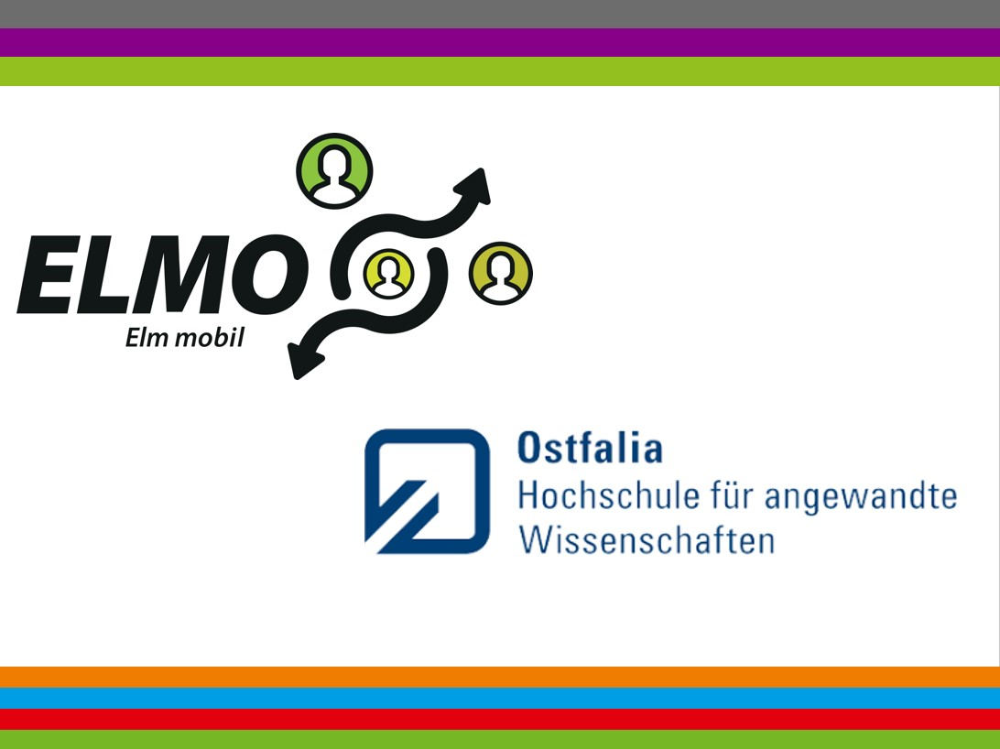 ELMO
Elm mobil
Ostfalia
Hochschule für angewandte
Wissenschaften